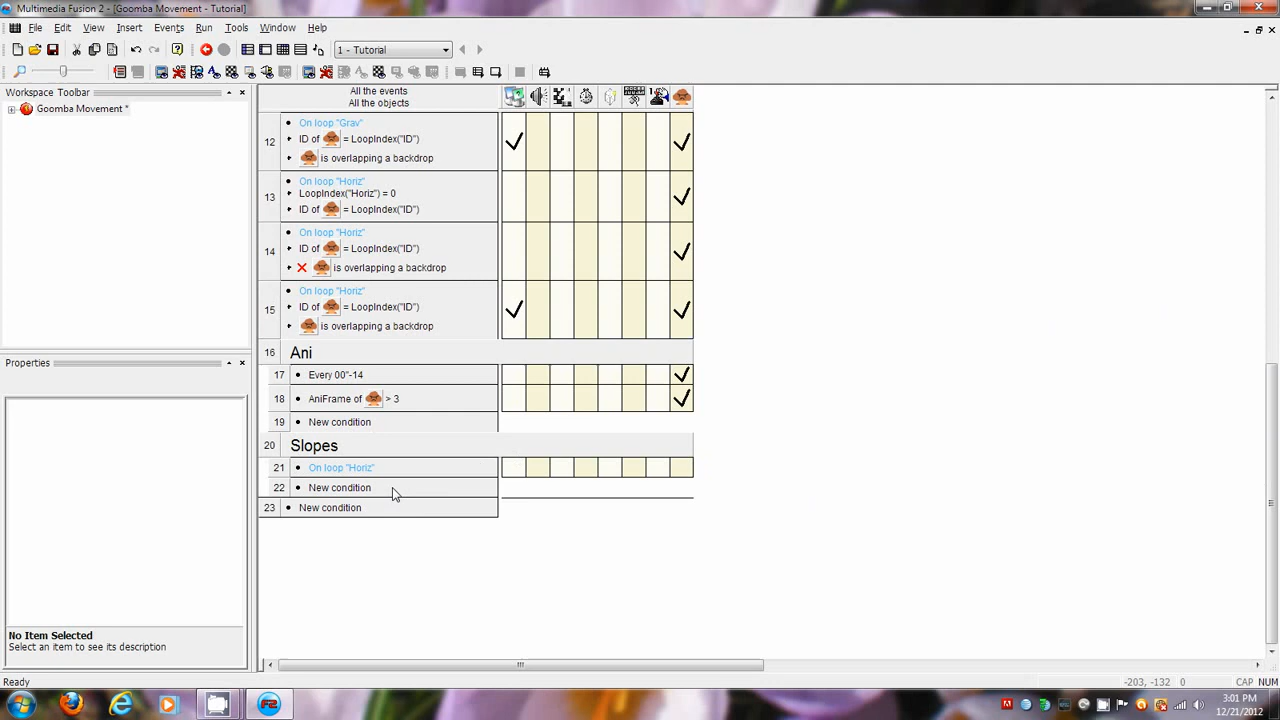 Multimedia Fusion 2 - [Goomba Movement - Tutorial]
File Edit View Insert Events Run Tools Window Help
1 - Tutorial
Workspace Toolbar
Goomba Movement *
All the events
All the objects
12
On loop "Grav"
ID of = LoopIndex("ID")
is overlapping a backdrop
13
On loop "Horiz"
LoopIndex("Horiz") = 0
ID of = LoopIndex("ID")
14
On loop "Horiz"
ID of = LoopIndex("ID")
is overlapping a backdrop
15
On loop "Horiz"
ID of = LoopIndex("ID")
is overlapping a backdrop
16 Ani
17 Every 00"-14
18 AniFrame of > 3
19 New condition
20 Slopes
21 On loop "Horiz"
22 New condition
23 New condition
Properties
No Item Selected
Select an item to see its description
Ready
-203, -132 0 CAP NUM
3:01 PM
12/21/2012